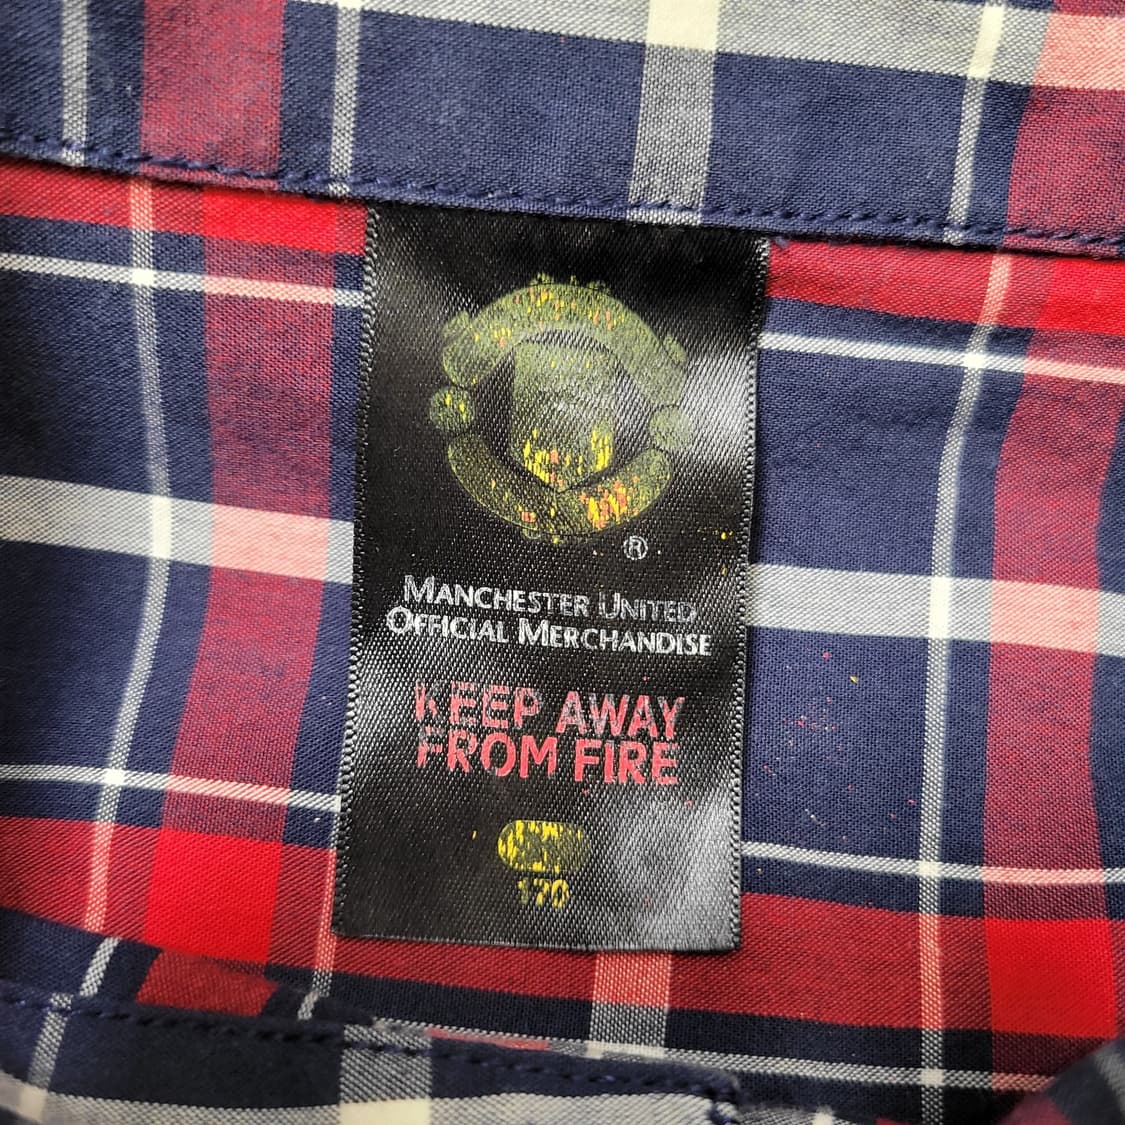 ®
MANCHESTER UNITED
OFFICIAL MERCHANDISE
KEEP AWAY
FROM FIRE
170